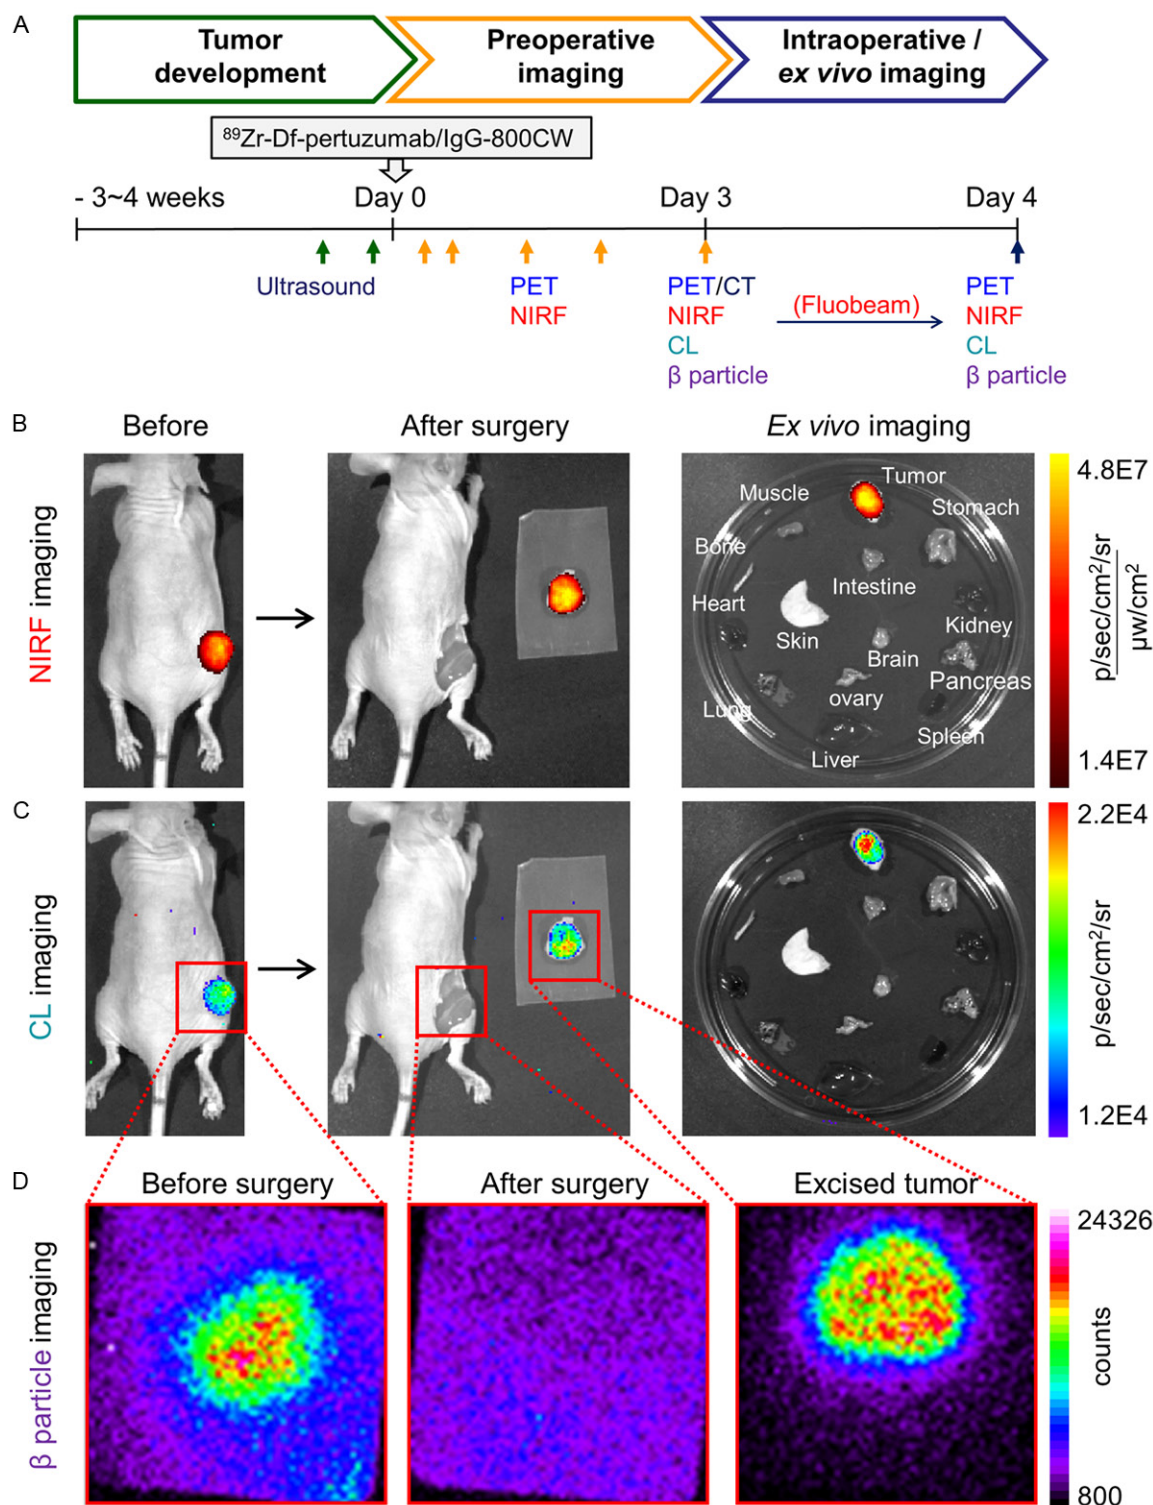 A
Tumor
development
Preoperative
imaging
Intraoperative /
ex vivo imaging
⁸⁹Zr-Df-pertuzumab/IgG-800CW
- 3~4 weeks
Day 0
Day 3
Day 4
Ultrasound
PET
NIRF
PET/CT
NIRF
CL
β particle
(Fluobeam)
PET
NIRF
CL
β particle
B
Before
After surgery
Ex vivo imaging
NIRF imaging
Tumor
Muscle
Stomach
Bone
Intestine
Heart
Skin
Kidney
Brain
Pancreas
ovary
Lung
Spleen
Liver
4.8E7
p/sec/cm²/sr
µw/cm²
1.4E7
C
CL imaging
2.2E4
p/sec/cm²/sr
1.2E4
D
Before surgery
After surgery
Excised tumor
β particle imaging
24326
counts
800